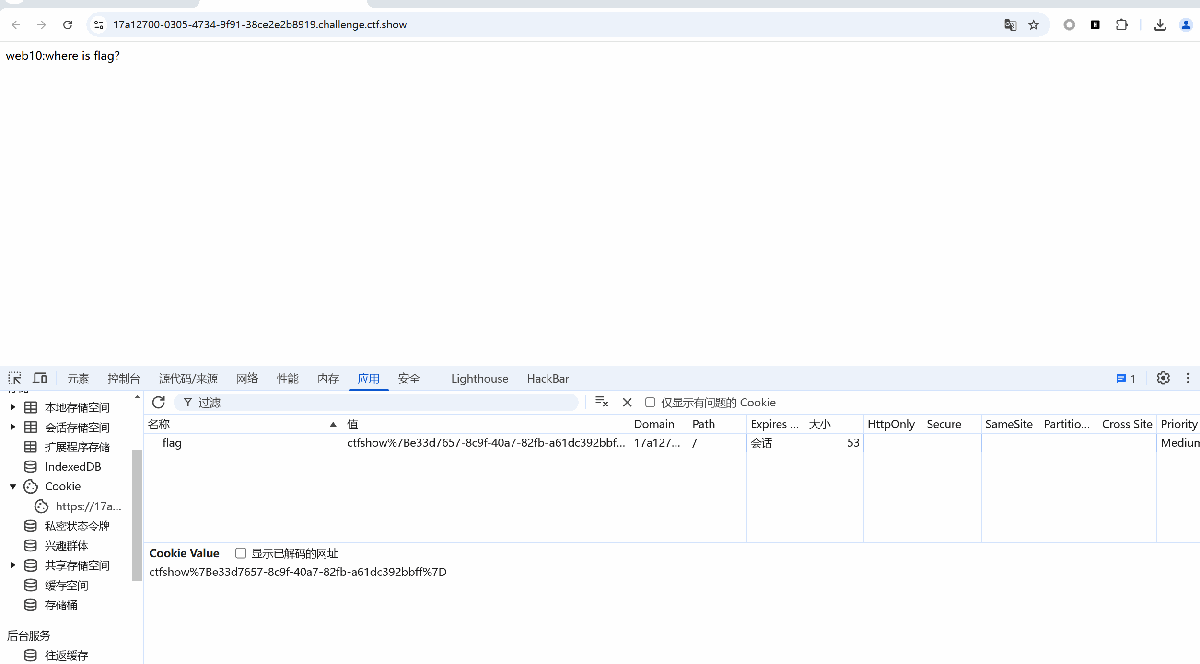 17a12700-0305-4734-9f91-38ce2e2b8919.challenge.ctf.show
web10:where is flag?
元素 控制台 源代码/来源 网络 性能 内存 应用 安全 Lighthouse HackBar 1
本地存储空间
会话存储空间
扩展程序存储
IndexedDB
Cookie
https://17a...
私密状态令牌
兴趣群体
共享存储空间
缓存空间
存储桶
后台服务
往返缓存
过滤 仅显示有问题的 Cookie
名称 值 Domain Path Expires ... 大小 HttpOnly Secure SameSite Partitio... Cross Site Priority
flag ctfshow%7Be33d7657-8c9f-40a7-82fb-a61dc392bbf... 17a127... / 会话 53 Medium
Cookie Value 显示已解码的网址
ctfshow%7Be33d7657-8c9f-40a7-82fb-a61dc392bbff%7D